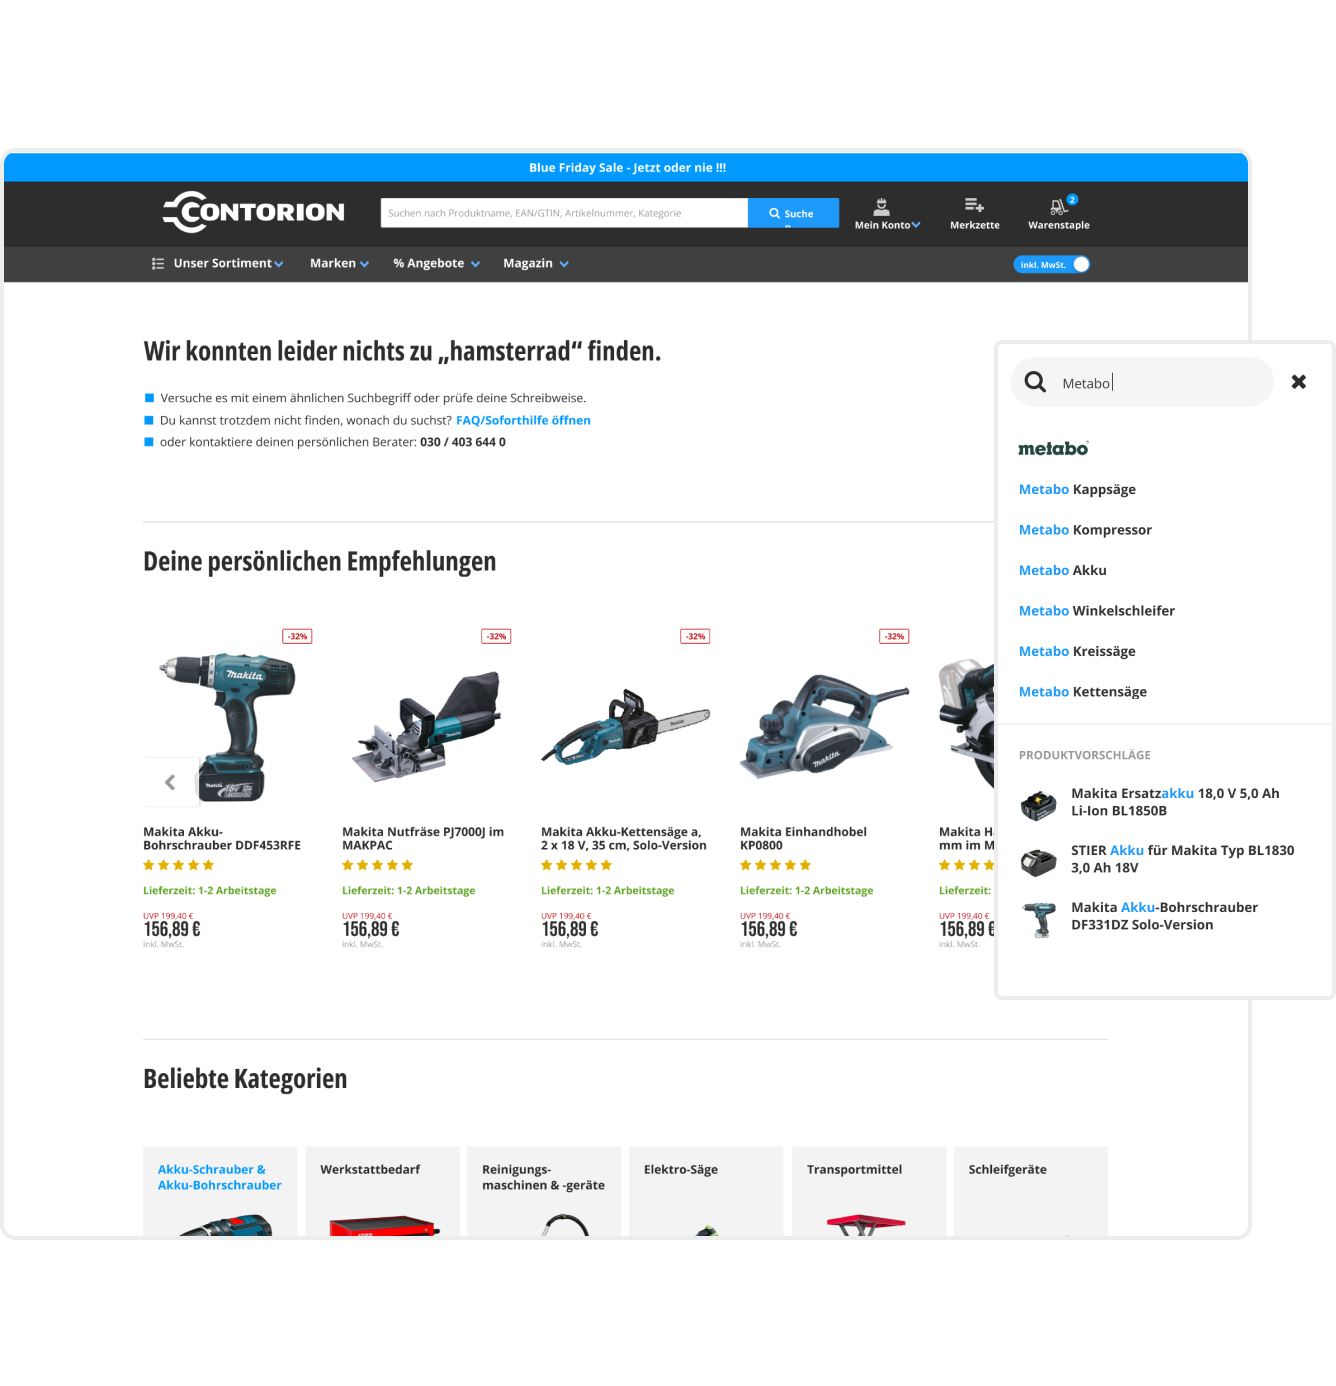 Blue Friday Sale - Jetzt oder nie !!!
CONTORION
Suchen nach Produktname, EAN/GTIN, Artikelnummer, Kategorie
Suche
Mein Konto
Merkzette
Warenstaple
2
Unser Sortiment
Marken
% Angebote
Magazin
inkl. MwSt.
Wir konnten leider nichts zu „hamsterrad“ finden.
Versuche es mit einem ähnlichen Suchbegriff oder prüfe deine Schreibweise.
Du kannst trotzdem nicht finden, wonach du suchst? FAQ/Soforthilfe öffnen
oder kontaktiere deinen persönlichen Berater: 030 / 403 644 0
Deine persönlichen Empfehlungen
-32%
makita
Makita
18V
Makita Akku-
Bohrschrauber DDF453RFE
Lieferzeit: 1-2 Arbeitstage
UVP 199,40 €
156,89 €
inkl. MwSt.
-32%
Makita Nutfräse PJ7000J im
MAKPAC
Lieferzeit: 1-2 Arbeitstage
UVP 199,40 €
156,89 €
inkl. MwSt.
-32%
Makita Akku-Kettensäge a,
2 x 18 V, 35 cm, Solo-Version
Lieferzeit: 1-2 Arbeitstage
UVP 199,40 €
156,89 €
inkl. MwSt.
-32%
makita
Makita Einhandhobel
KP0800
Lieferzeit: 1-2 Arbeitstage
UVP 199,40 €
156,89 €
inkl. MwSt.
Makita H
mm im M
Lieferzeit:
UVP 199,40 €
156,89 €
inkl. MwSt.
Metabo
metabo
Metabo Kappsäge
Metabo Kompressor
Metabo Akku
Metabo Winkelschleifer
Metabo Kreissäge
Metabo Kettensäge
PRODUKTVORSCHLÄGE
Makita Ersatzakku 18,0 V 5,0 Ah
Li-Ion BL1850B
STIER Akku für Makita Typ BL1830
3,0 Ah 18V
Makita Akku-Bohrschrauber
DF331DZ Solo-Version
Beliebte Kategorien
Akku-Schrauber &
Akku-Bohrschrauber
Werkstattbedarf
Reinigungs-
maschinen & -geräte
Elektro-Säge
Transportmittel
Schleifgeräte